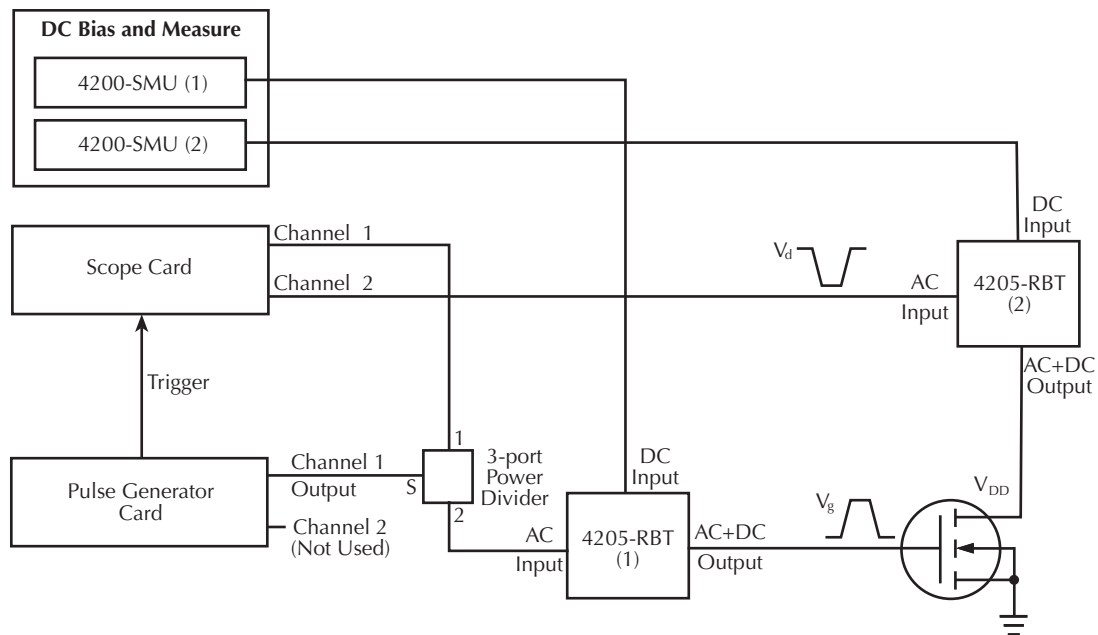 DC Bias and Measure
4200-SMU (1)
4200-SMU (2)
Scope Card
Channel 1
Channel 2
Trigger
Pulse Generator
Card
Channel 1
Output
Channel 2
(Not Used)
S
1
2
3-port
Power
Divider
AC
Input
DC
Input
4205-RBT
(1)
AC+DC
Output
Vg
Vd
AC
Input
DC
Input
4205-RBT
(2)
AC+DC
Output
VDD